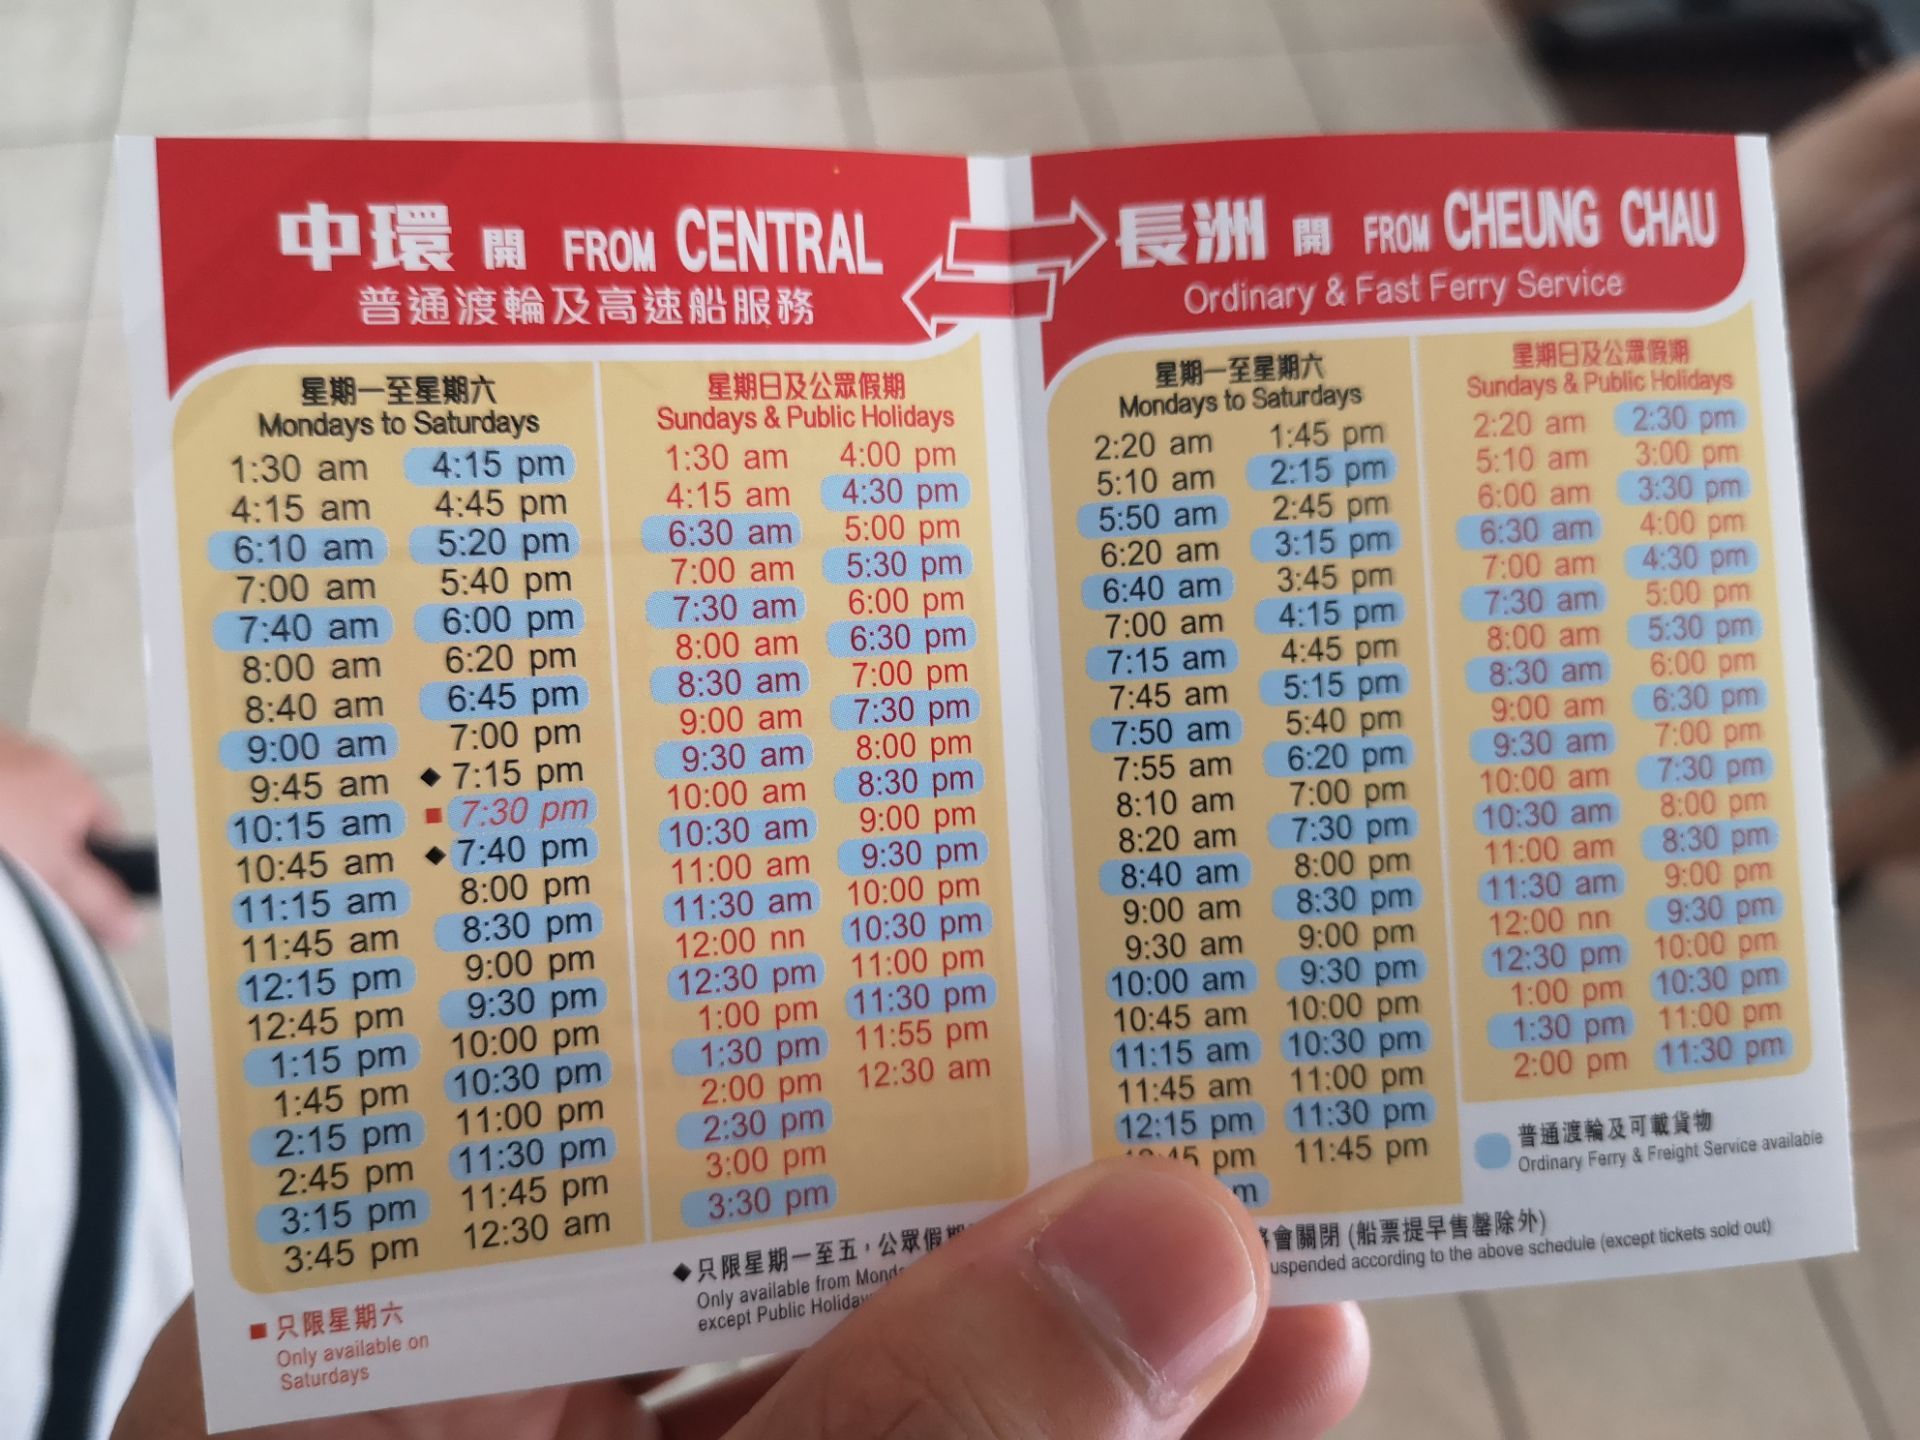 中環 開 FROM CENTRAL
普通渡輪及高速船服務
星期一至星期六
Mondays to Saturdays
1:30 am 4:15 pm
4:15 am 4:45 pm
6:10 am 5:20 pm
7:00 am 5:40 pm
7:40 am 6:00 pm
8:00 am 6:20 pm
8:40 am 6:45 pm
9:00 am 7:00 pm
9:45 am ◆ 7:15 pm
10:15 am ■ 7:30 pm
10:45 am ◆ 7:40 pm
11:15 am 8:00 pm
11:45 am 8:30 pm
12:15 pm 9:00 pm
12:45 pm 9:30 pm
1:15 pm 10:00 pm
1:45 pm 10:30 pm
2:15 pm 11:00 pm
2:45 pm 11:30 pm
3:15 pm 11:45 pm
3:45 pm 12:30 am
星期日及公眾假期
Sundays & Public Holidays
1:30 am 4:00 pm
4:15 am 4:30 pm
6:30 am 5:00 pm
7:00 am 5:30 pm
7:30 am 6:00 pm
8:00 am 6:30 pm
8:30 am 7:00 pm
9:00 am 7:30 pm
9:30 am 8:00 pm
10:00 am 8:30 pm
10:30 am 9:00 pm
11:00 am 9:30 pm
11:30 am 10:00 pm
12:00 nn 10:30 pm
12:30 pm 11:00 pm
1:00 pm 11:30 pm
1:30 pm 11:55 pm
2:00 pm 12:30 am
2:30 pm
3:00 pm
3:30 pm
■ 只限星期六
Only available on
Saturdays
◆ 只限星期一至五，公眾假
Only available from
except Public
長洲 開 FROM CHEUNG CHAU
Ordinary & Fast Ferry Service
星期一至星期六
Mondays to Saturdays
2:20 am 1:45 pm
5:10 am 2:15 pm
5:50 am 2:45 pm
6:20 am 3:15 pm
6:40 am 3:45 pm
7:00 am 4:15 pm
7:15 am 4:45 pm
7:45 am 5:15 pm
7:50 am 5:40 pm
7:55 am 6:20 pm
8:10 am 7:00 pm
8:20 am 7:30 pm
8:40 am 8:00 pm
9:00 am 8:30 pm
9:30 am 9:00 pm
10:00 am 9:30 pm
10:45 am 10:00 pm
11:15 am 10:30 pm
11:45 am 11:00 pm
12:15 pm 11:30 pm
12:45 pm 11:45 pm
星期日及公眾假期
Sundays & Public Holidays
2:20 am 2:30 pm
5:10 am 3:00 pm
6:00 am 3:30 pm
6:30 am 4:00 pm
7:00 am 4:30 pm
7:30 am 5:00 pm
8:00 am 5:30 pm
8:30 am 6:00 pm
9:00 am 6:30 pm
9:30 am 7:00 pm
10:00 am 7:30 pm
10:30 am 8:00 pm
11:00 am 8:30 pm
11:30 am 9:00 pm
12:00 nn 9:30 pm
12:30 pm 10:00 pm
1:00 pm 10:30 pm
1:30 pm 11:00 pm
2:00 pm 11:30 pm
普通渡輪及可載貨物
Ordinary Ferry & Freight Service available
會關閉 (船票提早售罄除外)
according to the above schedule (except tickets sold out)